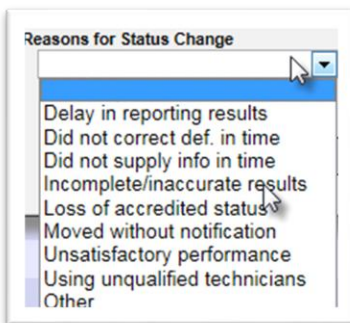 Reasons for Status Change
Delay in reporting results
Did not correct def. in time
Did not supply info in time
Incomplete/inaccurate results
Loss of accredited status
Moved without notification
Unsatisfactory performance
Using unqualified technicians
Other